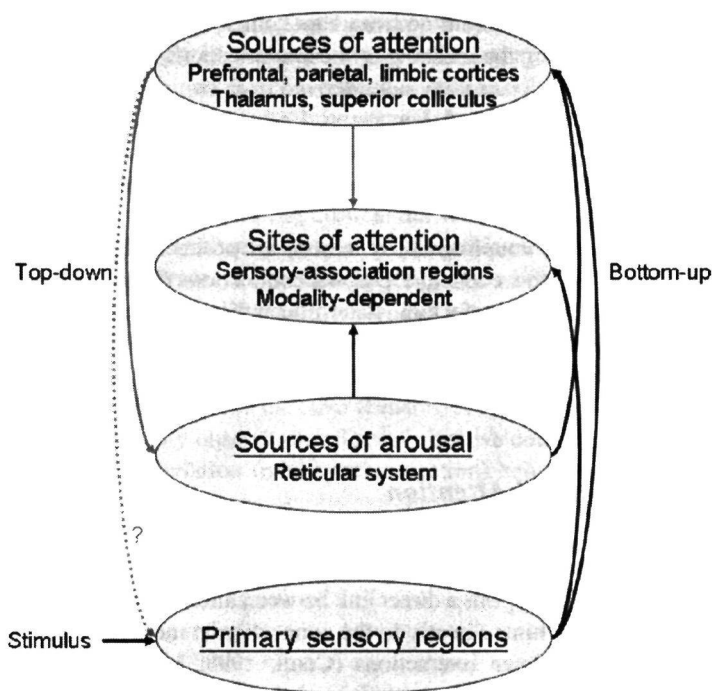 Sources of attention
Prefrontal, parietal, limbic cortices
Thalamus, superior colliculus
Sites of attention
Sensory-association regions
Modality-dependent
Top-down
Bottom-up
Sources of arousal
Reticular system
?
Stimulus
Primary sensory regions